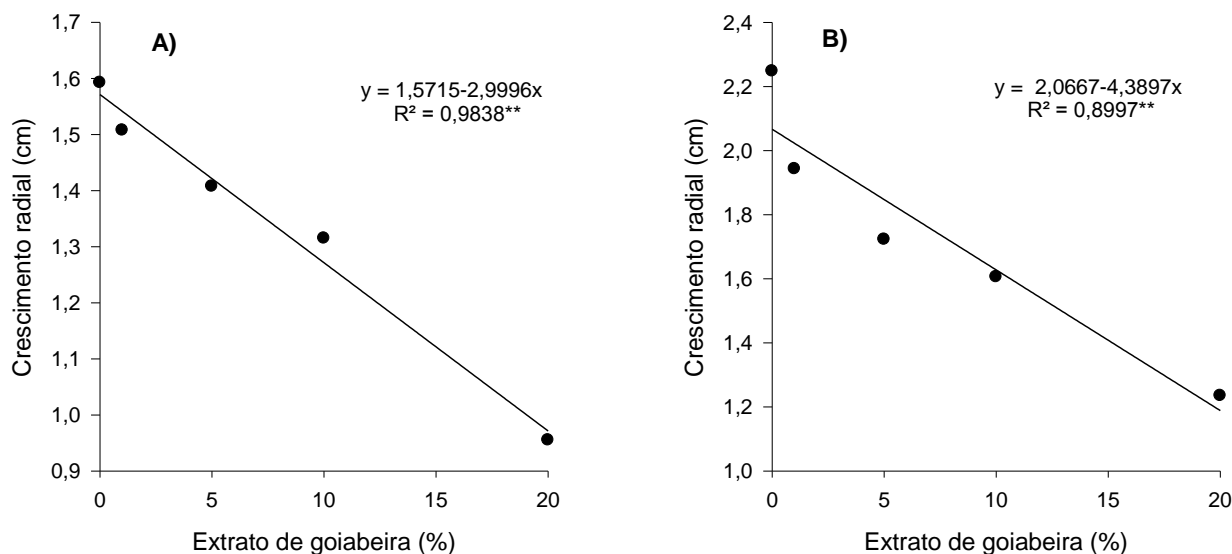 A)
y = 1,5715-2,9996x
R² = 0,9838**
Crescimento radial (cm)
1,7
1,6
1,5
1,4
1,3
1,2
1,1
1,0
0,9
0 5 10 15 20
Extrato de goiabeira (%)
B)
y = 2,0667-4,3897x
R² = 0,8997**
Crescimento radial (cm)
2,4
2,2
2,0
1,8
1,6
1,4
1,2
1,0
0 5 10 15 20
Extrato de goiabeira (%)